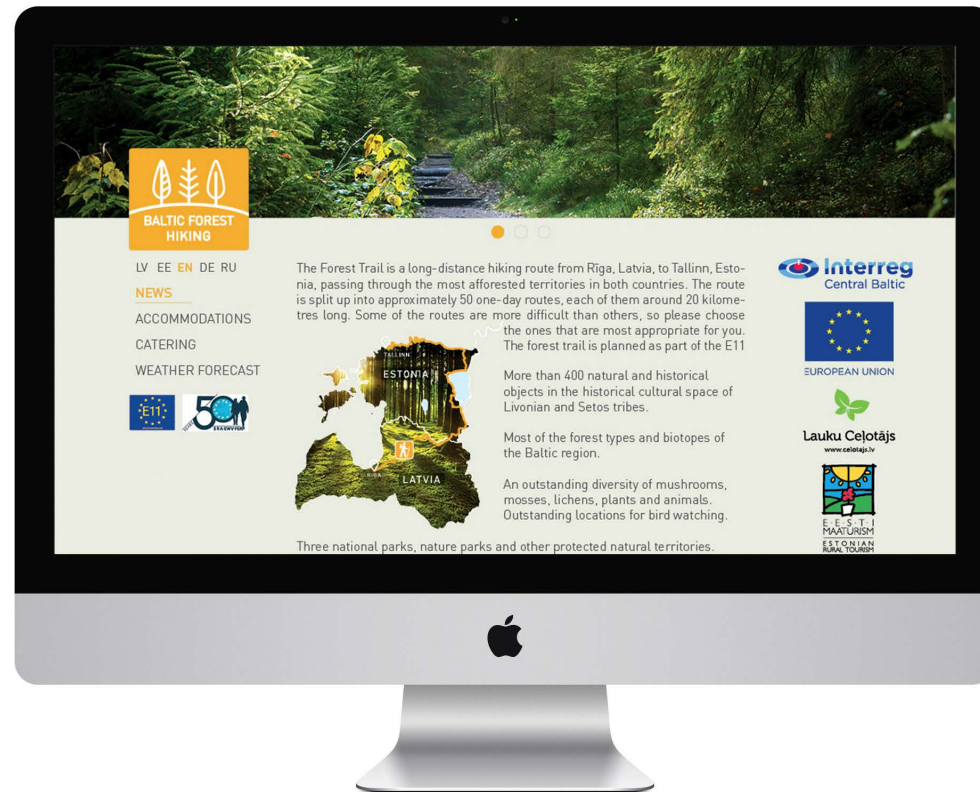 BALTIC FOREST
HIKING
LV EE EN DE RU
NEWS
ACCOMMODATIONS
CATERING
WEATHER FORECAST
E11
50
The Forest Trail is a long-distance hiking route from Rīga, Latvia, to Tallinn, Esto-
nia, passing through the most afforested territories in both countries. The route
is split up into approximately 50 one-day routes, each of them around 20 kilome-
tres long. Some of the routes are more difficult than others, so please choose
the ones that are most appropriate for you.
The forest trail is planned as part of the E11
TALLINN
ESTONIA
RIGA
LATVIA
More than 400 natural and historical
objects in the historical cultural space of
Livonian and Setos tribes.
Most of the forest types and biotopes of
the Baltic region.
An outstanding diversity of mushrooms,
mosses, lichens, plants and animals.
Outstanding locations for bird watching.
Three national parks, nature parks and other protected natural territories.
Interreg
Central Baltic
EUROPEAN UNION
Lauku Ceļotājs
www.celotajs.lv
E·E·S·T·I
MAATURISM
ESTONIAN
RURAL TOURISM